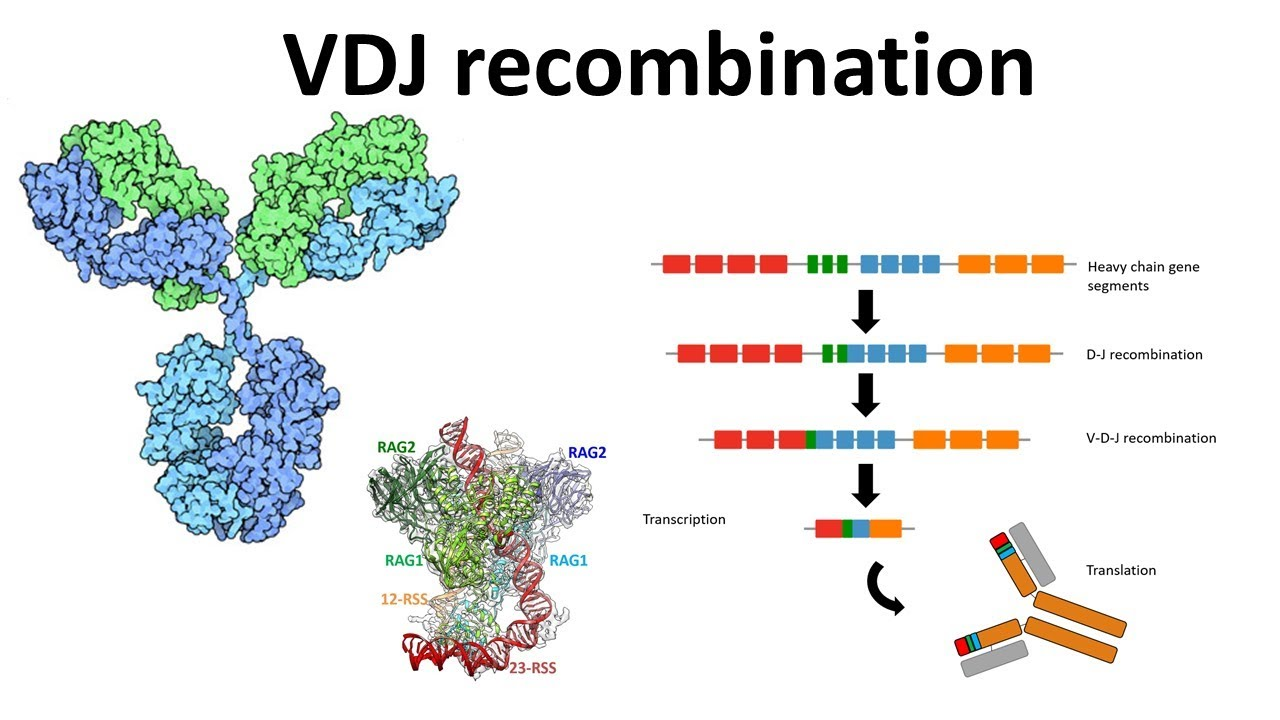 VDJ recombination
Heavy chain gene
segments
D-J recombination
V-D-J recombination
Transcription
Translation
RAG2
RAG2
RAG1
RAG1
12-RSS
23-RSS